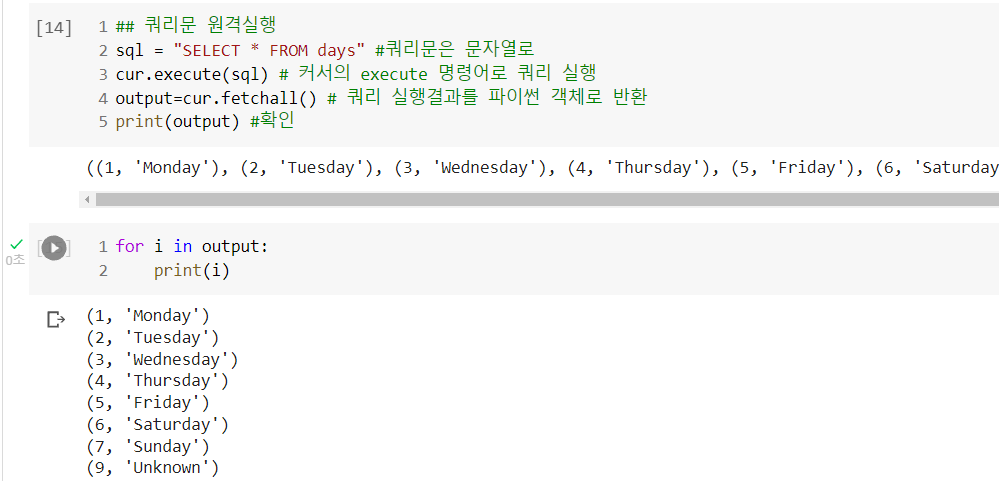 [14]
1 ## 쿼리문 원격실행
2 sql = "SELECT * FROM days" #쿼리문은 문자열로
3 cur.execute(sql) # 커서의 execute 명령어로 쿼리 실행
4 output=cur.fetchall() # 쿼리 실행결과를 파이썬 객체로 반환
5 print(output) #확인
((1, 'Monday'), (2, 'Tuesday'), (3, 'Wednesday'), (4, 'Thursday'), (5, 'Friday'), (6, 'Saturday
0초
1 for i in output:
2     print(i)
(1, 'Monday')
(2, 'Tuesday')
(3, 'Wednesday')
(4, 'Thursday')
(5, 'Friday')
(6, 'Saturday')
(7, 'Sunday')
(9, 'Unknown')